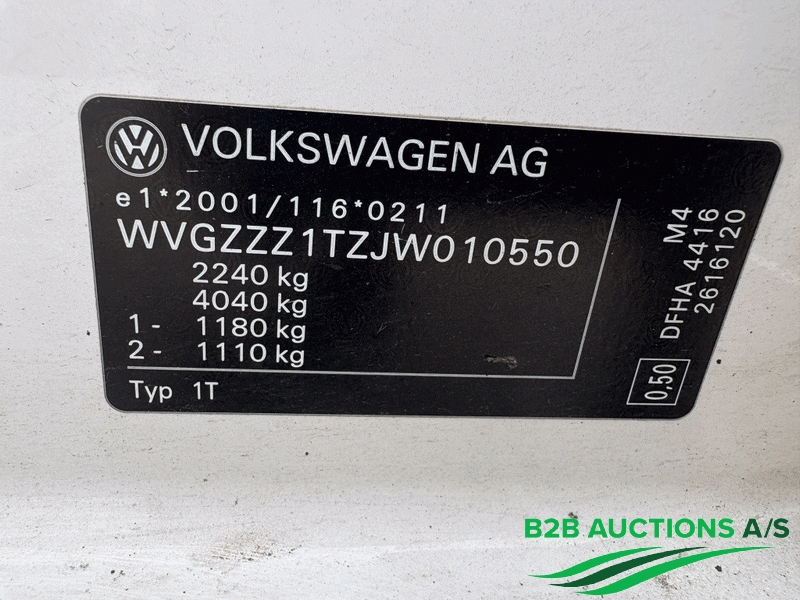 VOLKSWAGEN AG
e1*2001/116*0211
WVGZZZ1TZJW010550
2240 kg
4040 kg
1- 1180 kg
2- 1110 kg
Typ 1T
M4
DFHA 4416
2616120
0,50
B2B AUCTIONS A/S